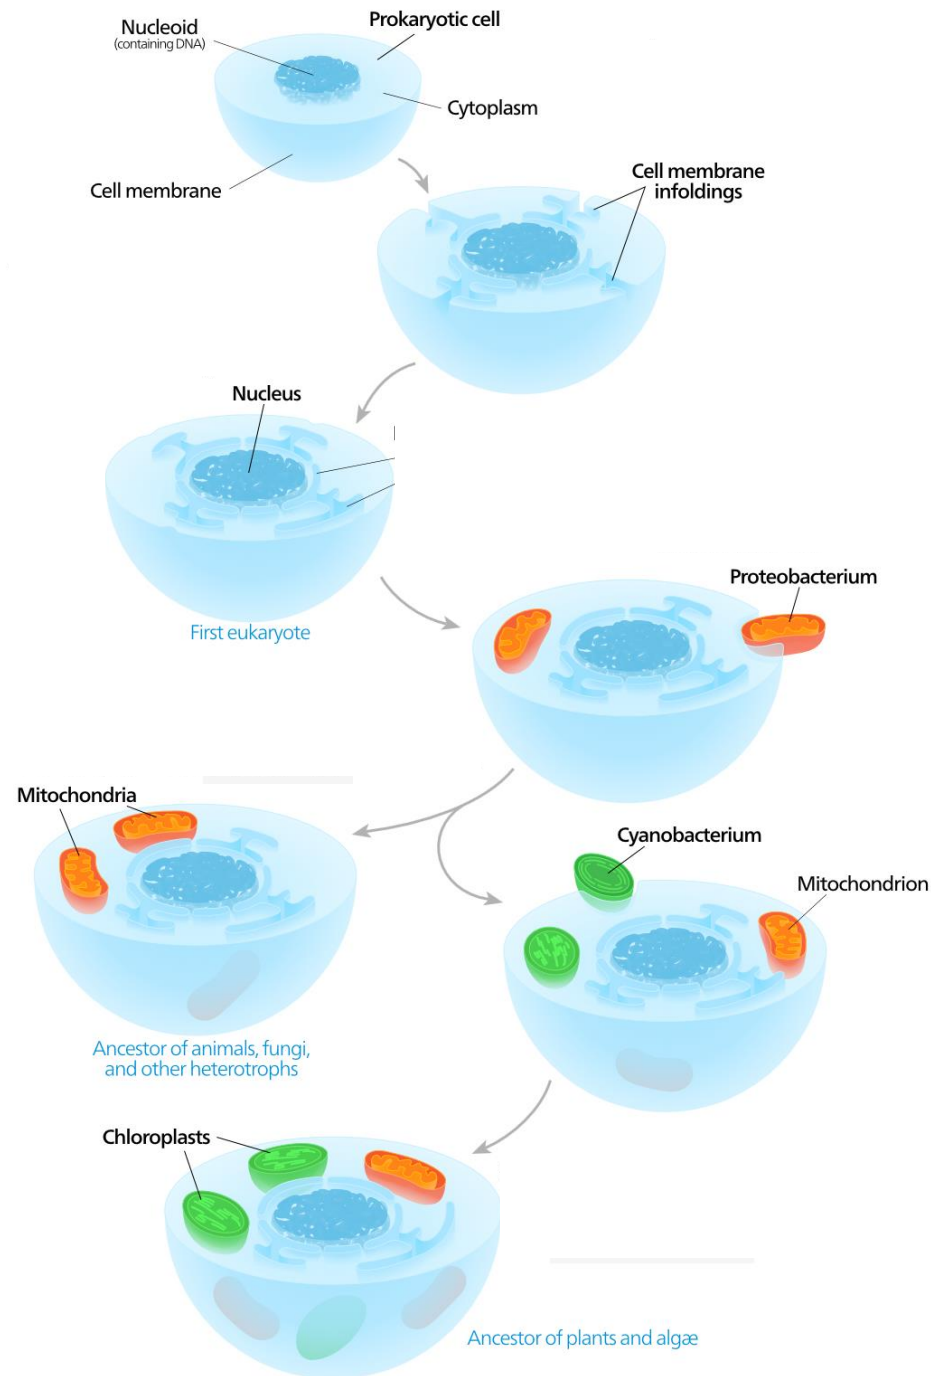 Nucleoid
(containing DNA)
Prokaryotic cell
Cytoplasm
Cell membrane
Cell membrane
infoldings
Nucleus
First eukaryote
Proteobacterium
Mitochondria
Cyanobacterium
Mitochondrion
Ancestor of animals, fungi,
and other heterotrophs
Chloroplasts
Ancestor of plants and algæ